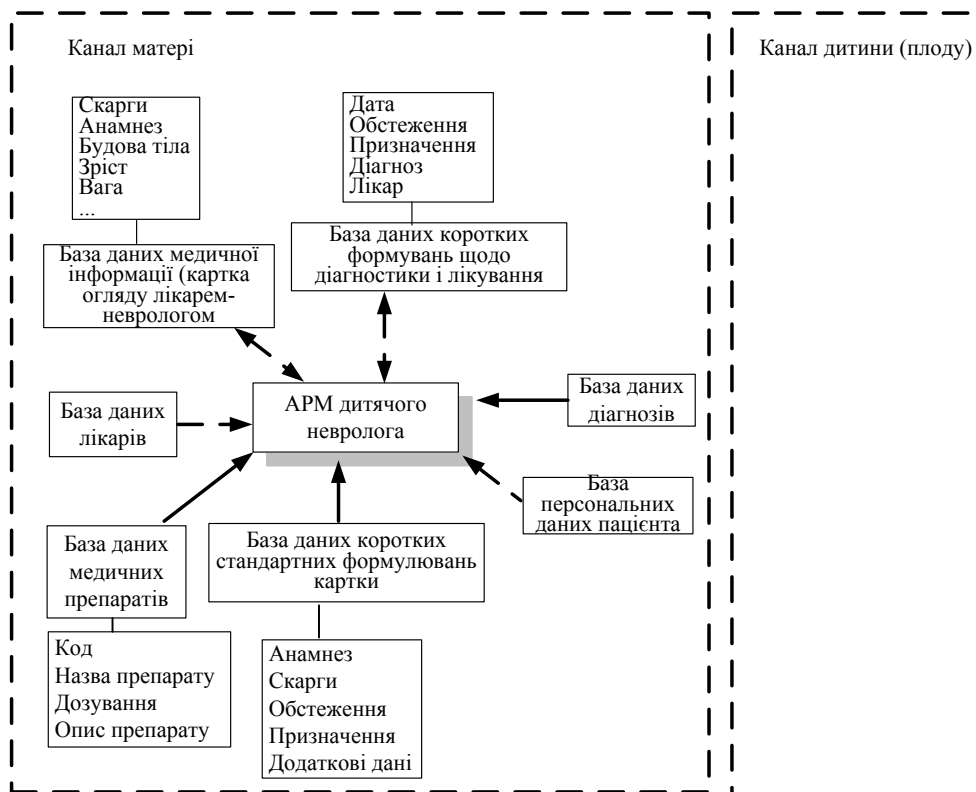 Канал матері
Канал дитини (плоду)
Скарги
Анамнез
Будова тіла
Зріст
Вага
...
Дата
Обстеження
Призначення
Діагноз
Лікар
База даних медичної
інформації (картка
огляду лікарем-
неврологом
База даних коротких
формувань щодо
діагностики і лікування
База даних
лікарів
АРМ дитячого
невролога
База даних
діагнозів
База
персональних
даних пацієнта
База даних
медичних
препаратів
База даних коротких
стандартних формулювань
картки
Код
Назва препарату
Дозування
Опис препарату
Анамнез
Скарги
Обстеження
Призначення
Додаткові дані